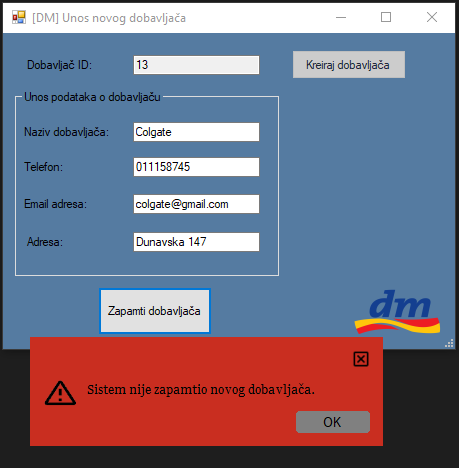 [DM] Unos novog dobavljača
Dobavljač ID: 13 Kreiraj dobavljača
Unos podataka o dobavljaču
Naziv dobavljača: Colgate
Telefon: 011158745
Email adresa: colgate@gmail.com
Adresa: Dunavska 147
Zapamti dobavljača
dm
Sistem nije zapamtio novog dobavljača.
OK